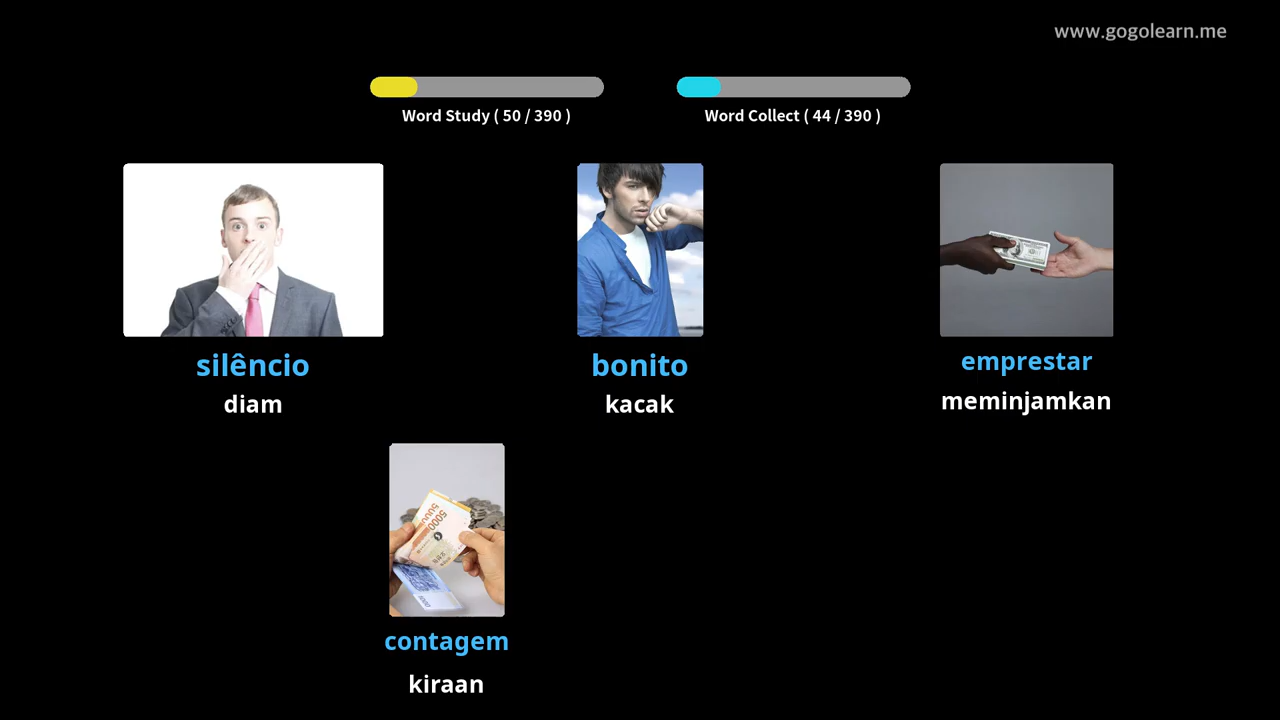 www.gogolearn.me
Word Study ( 50 / 390 )
Word Collect ( 44 / 390 )
silêncio
diam
bonito
kacak
emprestar
meminjamkan
5000
contagem
kiraan